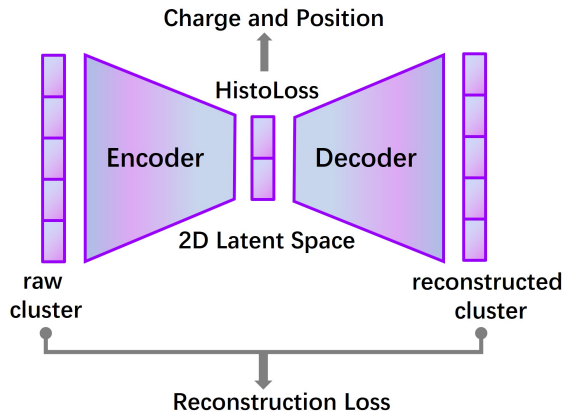 Charge and Position
HistoLoss
Encoder
Decoder
2D Latent Space
raw
cluster
reconstructed
cluster
Reconstruction Loss